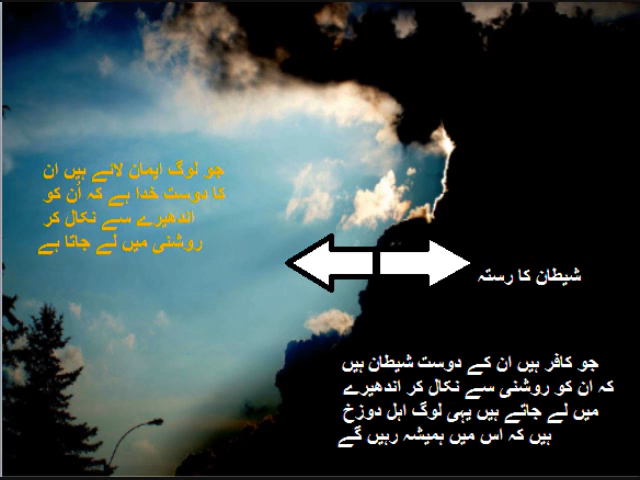 جو لوگ ایمان لائے ہیں ان
کا دوست خدا ہے کہ اُن کو
اندھیرے سے نکال کر
روشنی میں لے جاتا ہے
شیطان کا رستہ
جو کافر ہیں ان کے دوست شیطان ہیں
کہ ان کو روشنی سے نکال کر اندھیرے
میں لے جاتے ہیں یہی لوگ اہل دوزخ
ہیں کہ اس میں ہمیشہ رہیں گے